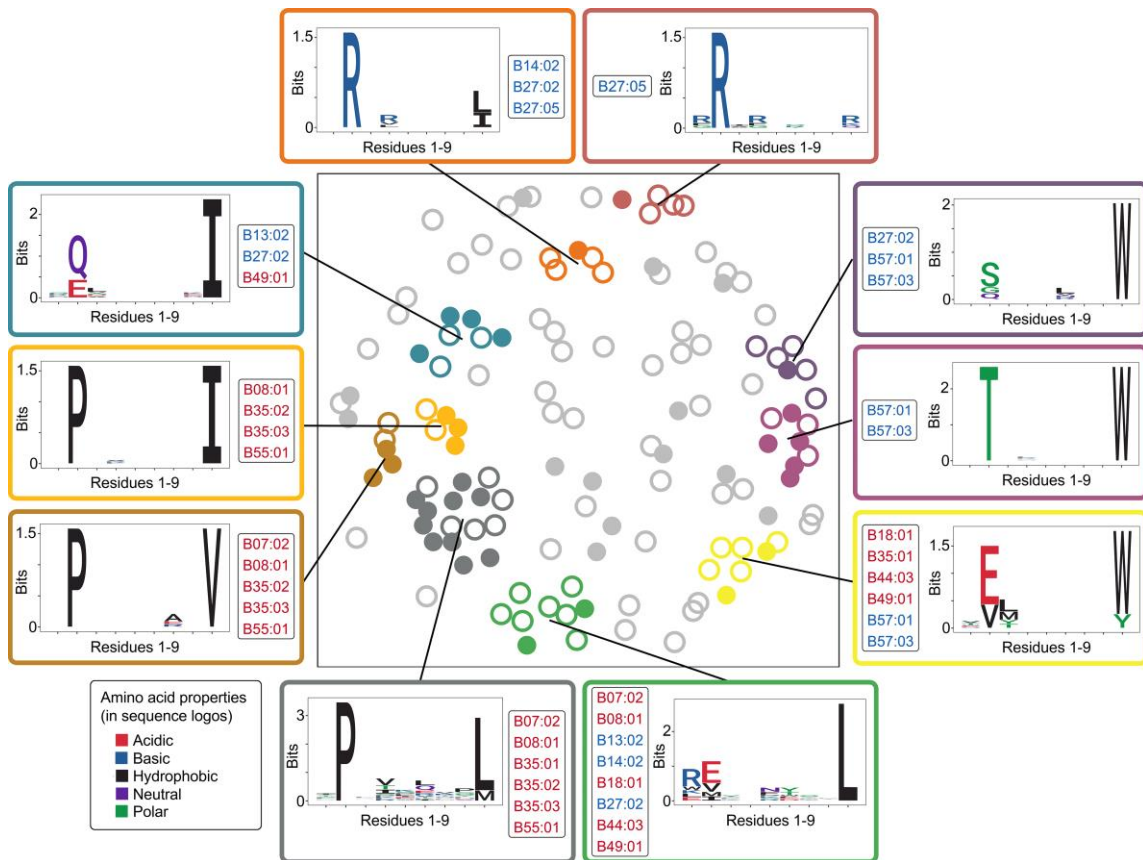 Bits
1.5
0
R
R
L
I
Residues 1-9
B14:02
B27:02
B27:05
B27:05
Bits
1.5
0
R
R
R
R
Residues 1-9
Bits
2
0
Q
E
I
Residues 1-9
B13:02
B27:02
B49:01
B27:02
B57:01
B57:03
Bits
2
0
S
W
Residues 1-9
Bits
1.5
0
P
I
Residues 1-9
B08:01
B35:02
B35:03
B55:01
B57:01
B57:03
Bits
2
0
T
W
Residues 1-9
Bits
1.5
0
P
A
V
Residues 1-9
B07:02
B08:01
B35:02
B35:03
B55:01
B18:01
B35:01
B44:03
B49:01
B57:01
B57:03
Bits
1.5
0
E
V
L
M
Y
W
Y
Residues 1-9
Amino acid properties
(in sequence logos)
Acidic
Basic
Hydrophobic
Neutral
Polar
Bits
3
0
P
L
M
Residues 1-9
B07:02
B08:01
B35:01
B35:02
B35:03
B55:01
B07:02
B08:01
B13:02
B14:02
B18:01
B27:02
B44:03
B49:01
Bits
2
0
R
E
V
N
Y
L
Residues 1-9